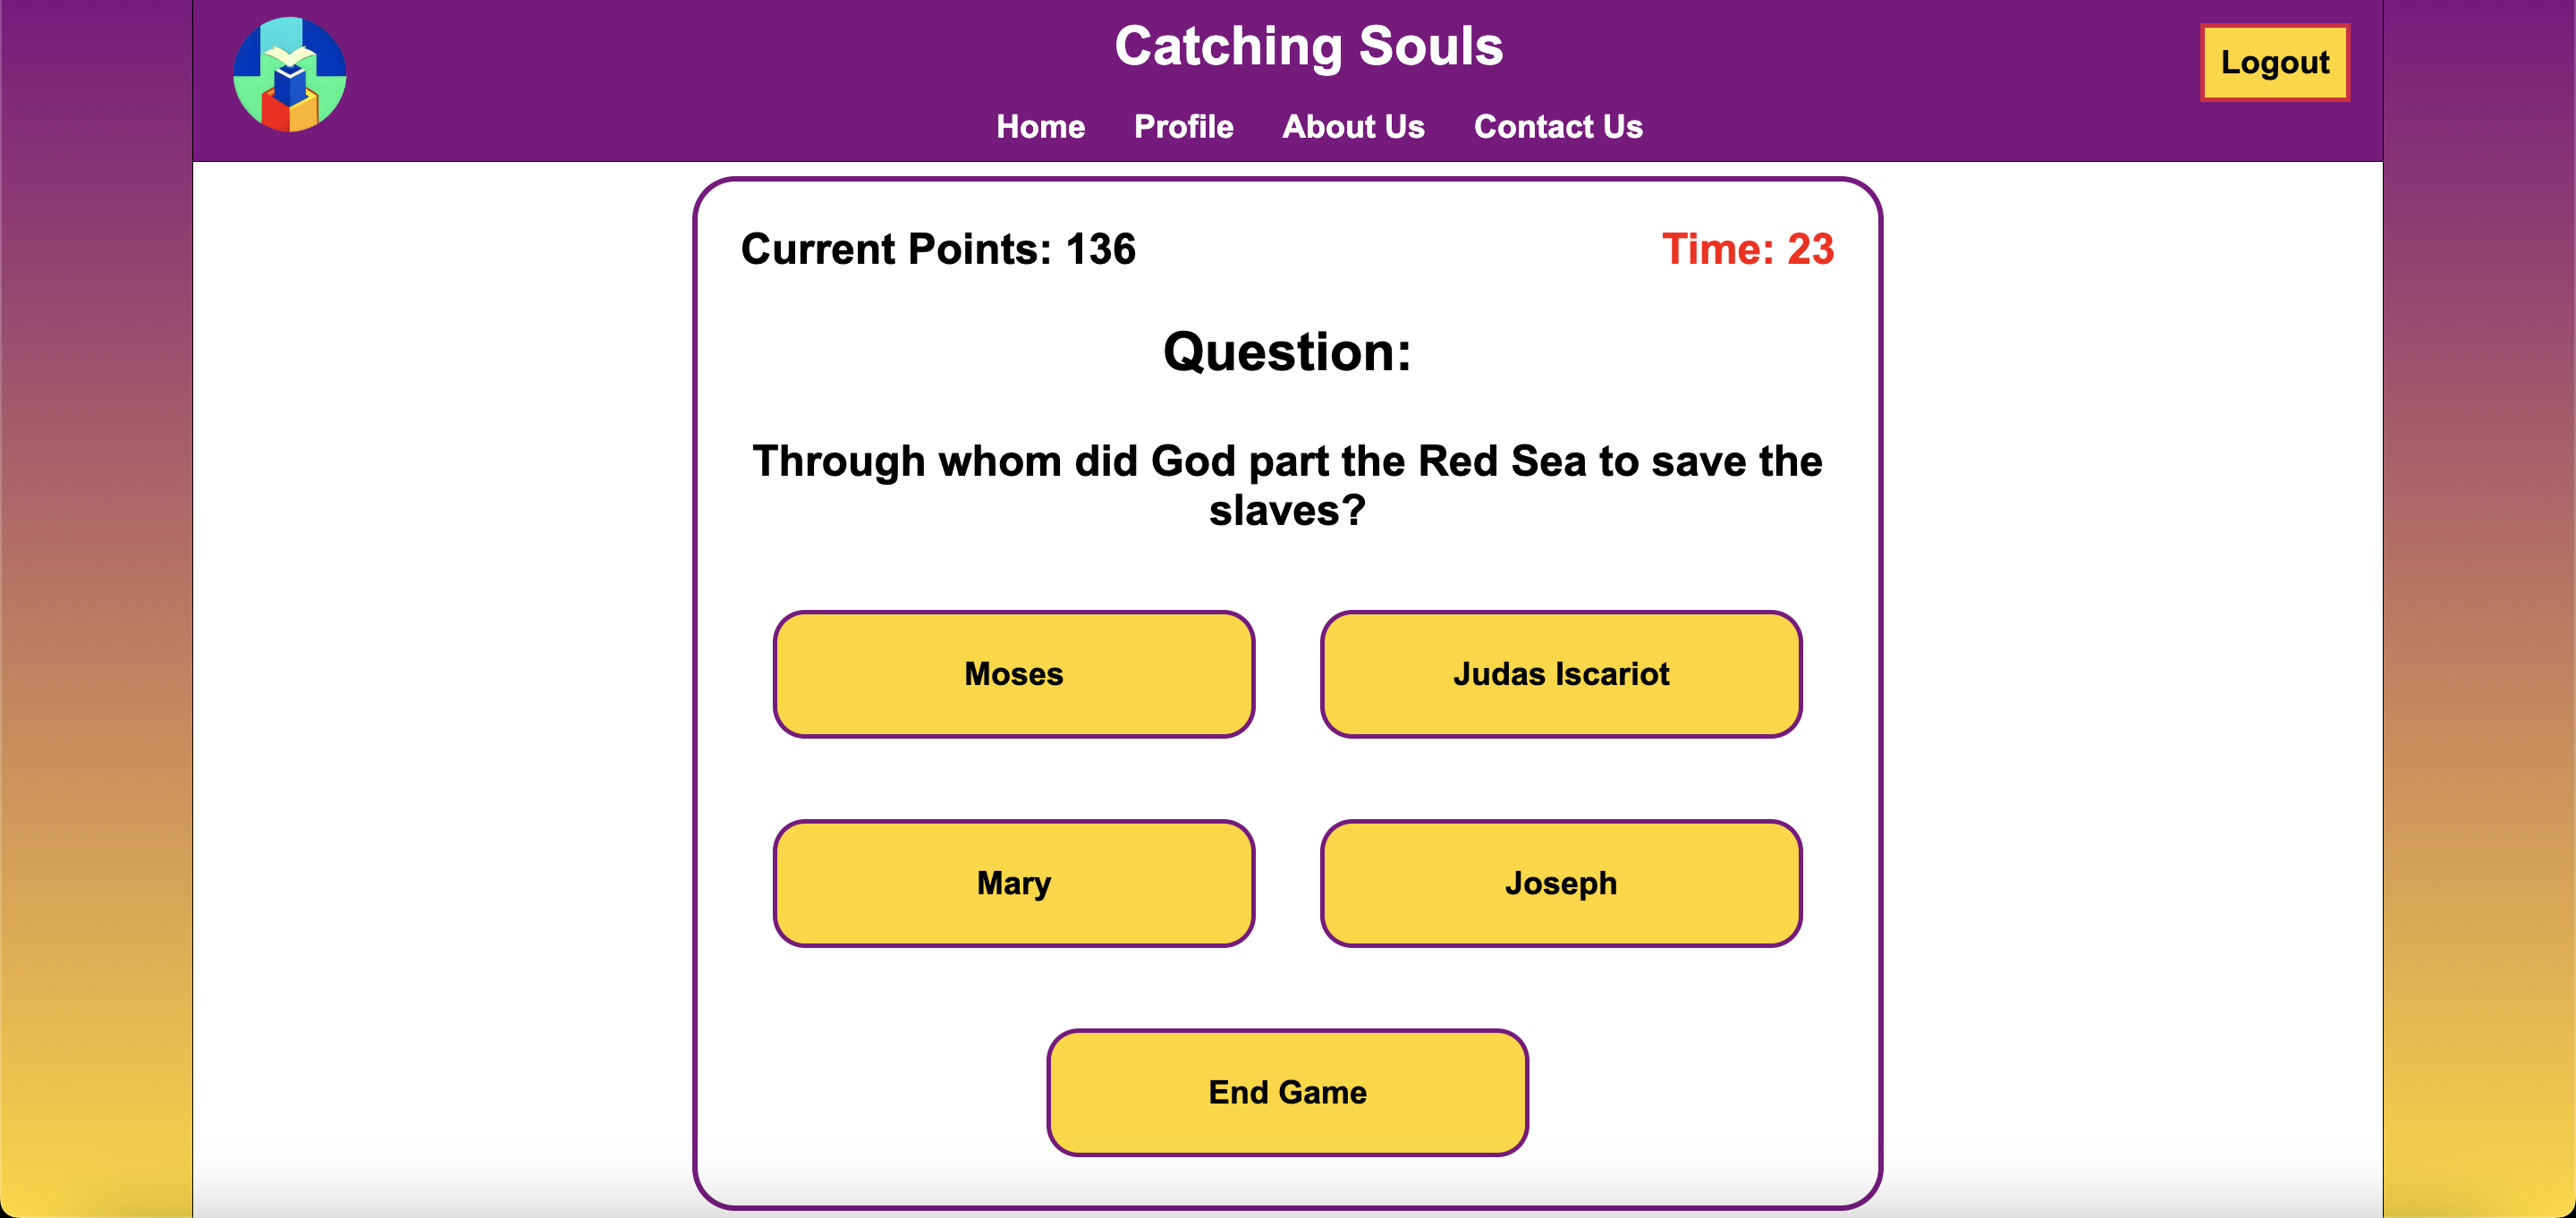 Catching Souls
Logout
Home Profile About Us Contact Us
Current Points: 136 Time: 23
Question:
Through whom did God part the Red Sea to save the
slaves?
Moses Judas Iscariot
Mary Joseph
End Game